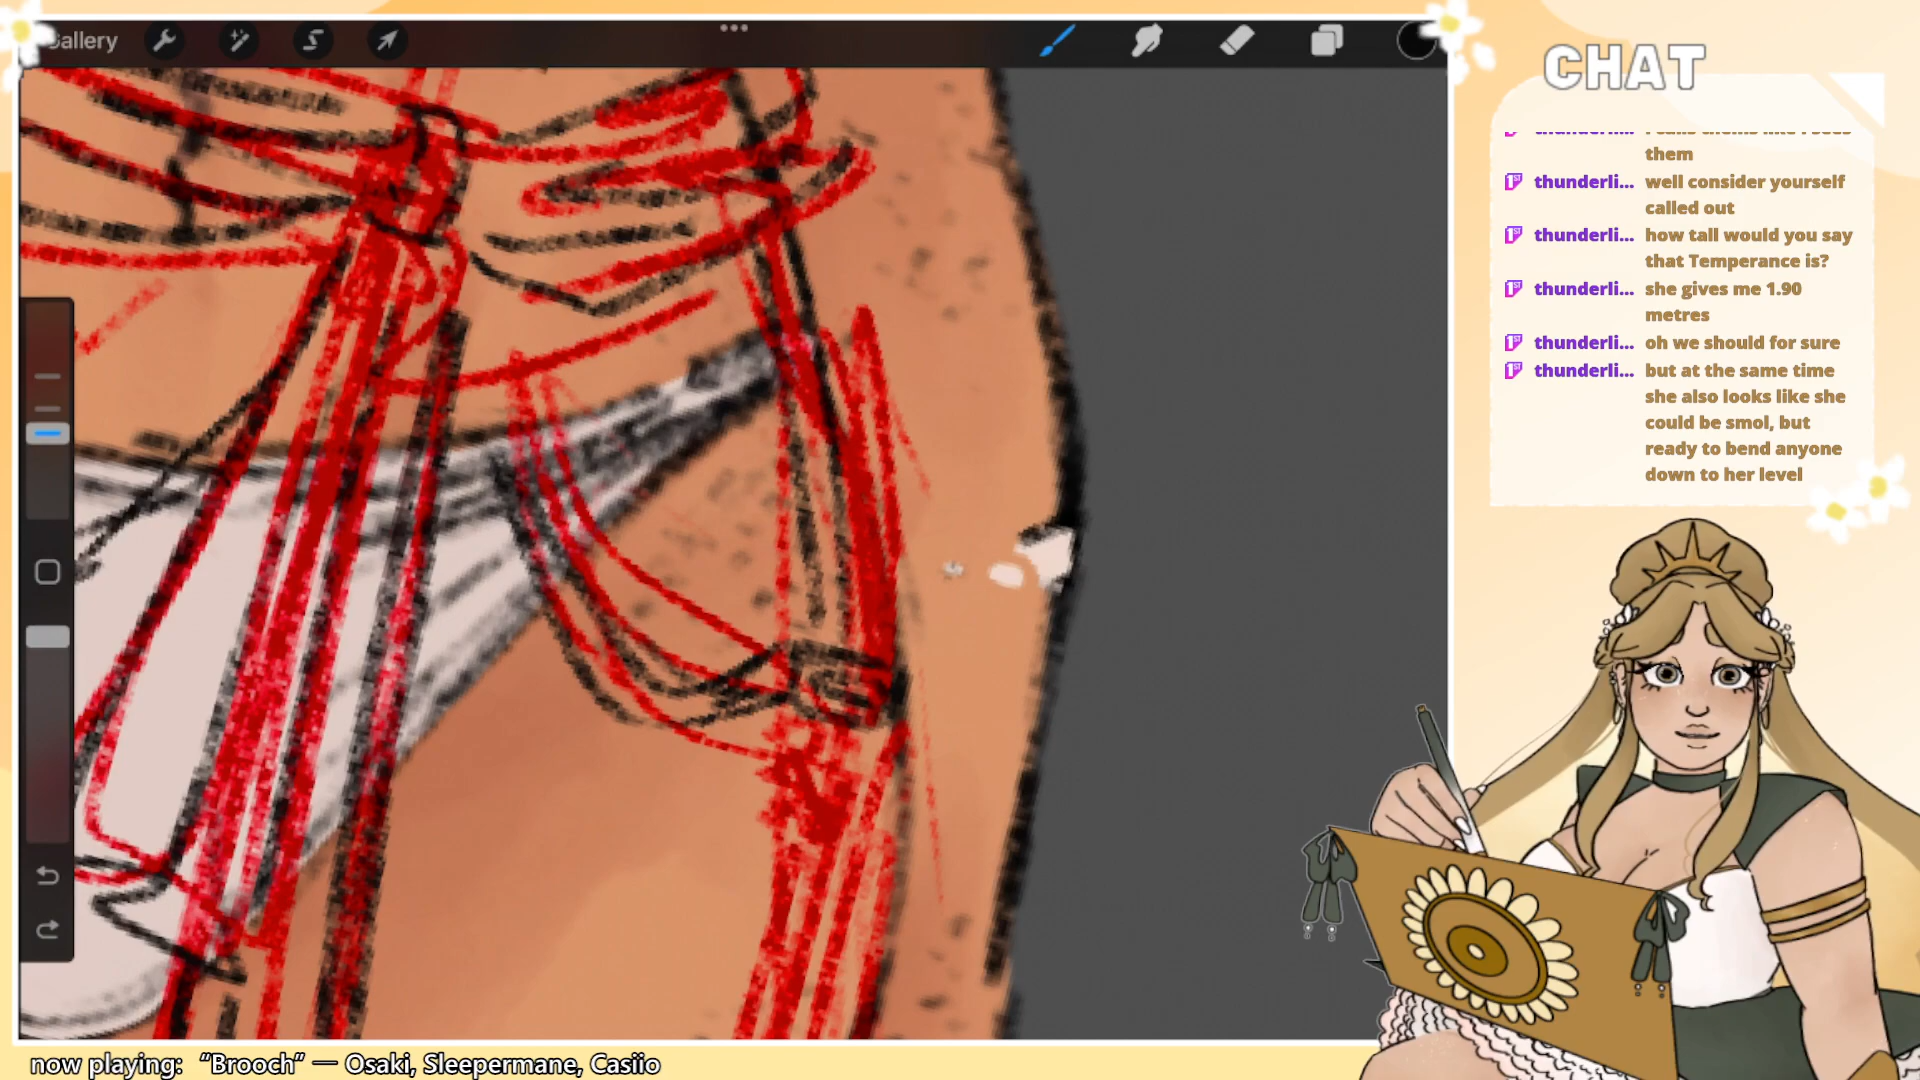 Gallery
CHAT
them
thunderli... well consider yourself
called out
thunderli... how tall would you say
that Temperance is?
thunderli... she gives me 1.90
metres
thunderli... oh we should for sure
thunderli... but at the same time
she also looks like she
could be smol, but
ready to bend anyone
down to her level
now playing: “Brooch” — Osaki, Sleepermane, Casiio